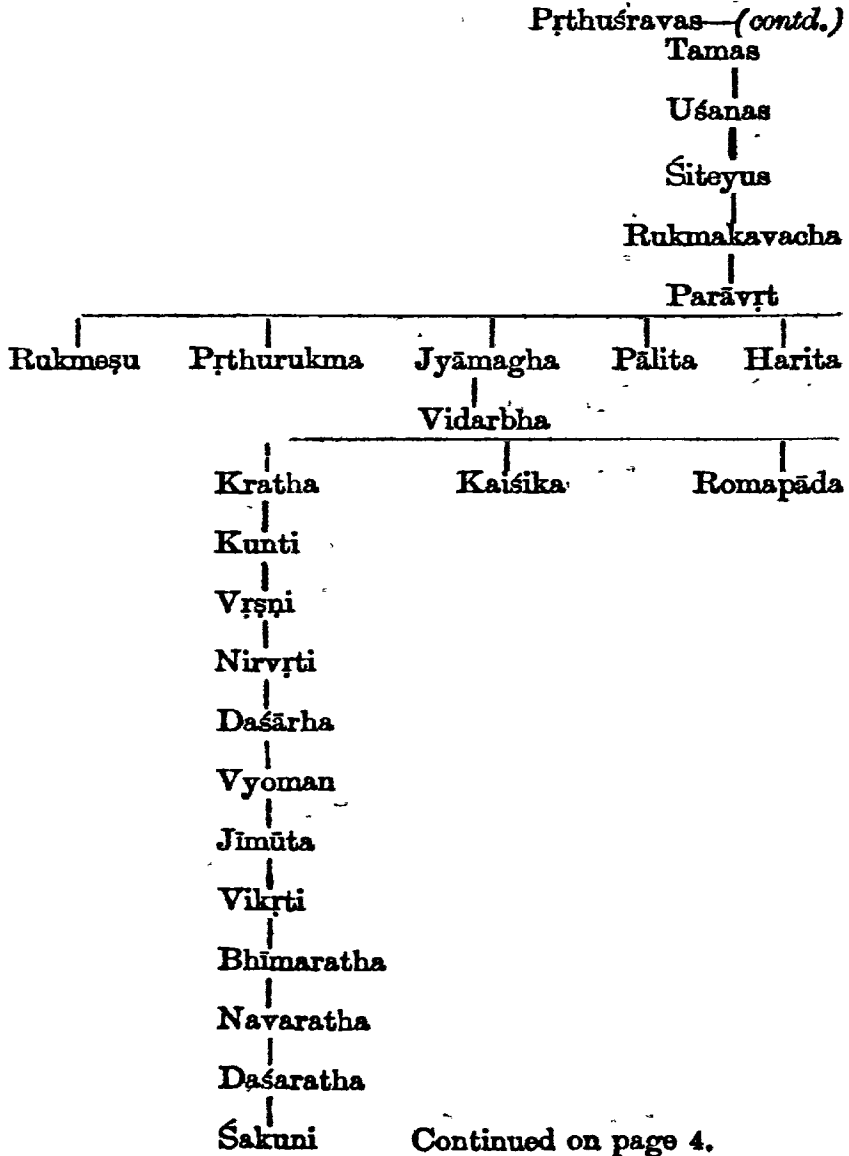 Pṛthuśravas—(contd.)
Tamas
Uśanas
Śiteyus
Rukmakavacha
Parāvṛt
Rukmeṣu Pṛthurukma Jyāmagha Pālita Harita
Vidarbha
Kratha Kaiśika Romapāda
Kunti
Vṛṣṇi
Nirvṛti
Daśārha
Vyoman
Jīmūta
Vikṛti
Bhīmaratha
Navaratha
Daśaratha
Śakuni Continued on page 4.